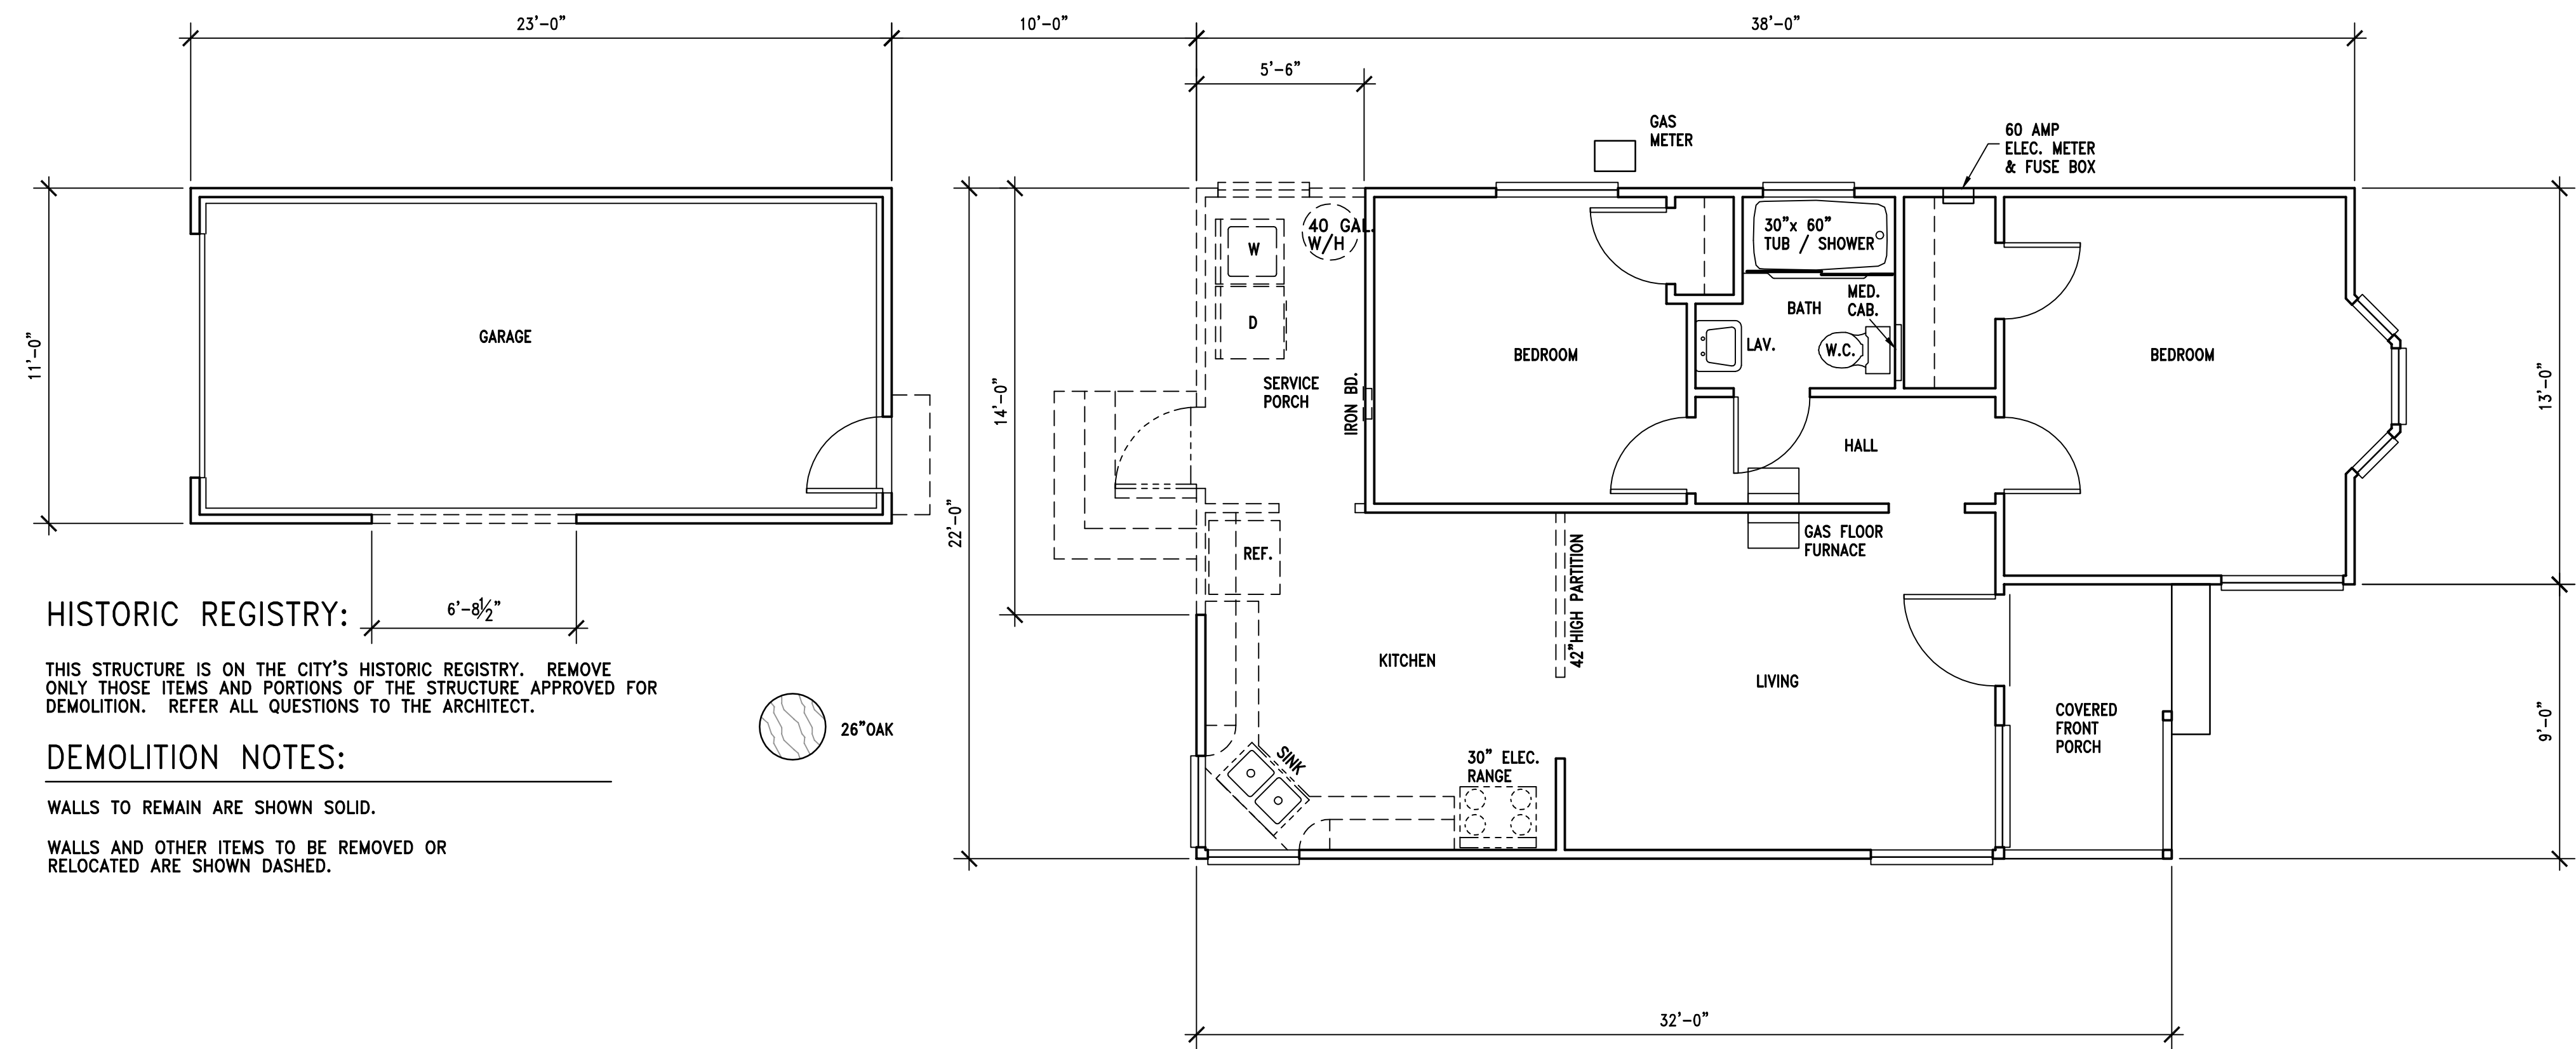 23'-0"
10'-0"
38'-0"
5'-6"
GAS
METER
60 AMP
ELEC. METER
& FUSE BOX
11'-0"
GARAGE
22'-0"
14'-0"
W
D
40 GAL.
W/H
SERVICE
PORCH
IRON BD.
REF.
BEDROOM
30"x 60"
TUB / SHOWER
BATH
MED.
CAB.
LAV.
W.C.
HALL
BEDROOM
13'-0"
GAS FLOOR
FURNACE
42"HIGH PARTITION
KITCHEN
LIVING
SINK
30" ELEC.
RANGE
COVERED
FRONT
PORCH
9'-0"
32'-0"
6'-8½"
HISTORIC REGISTRY:
THIS STRUCTURE IS ON THE CITY'S HISTORIC REGISTRY. REMOVE
ONLY THOSE ITEMS AND PORTIONS OF THE STRUCTURE APPROVED FOR
DEMOLITION. REFER ALL QUESTIONS TO THE ARCHITECT.
26"OAK
DEMOLITION NOTES:
WALLS TO REMAIN ARE SHOWN SOLID.
WALLS AND OTHER ITEMS TO BE REMOVED OR
RELOCATED ARE SHOWN DASHED.